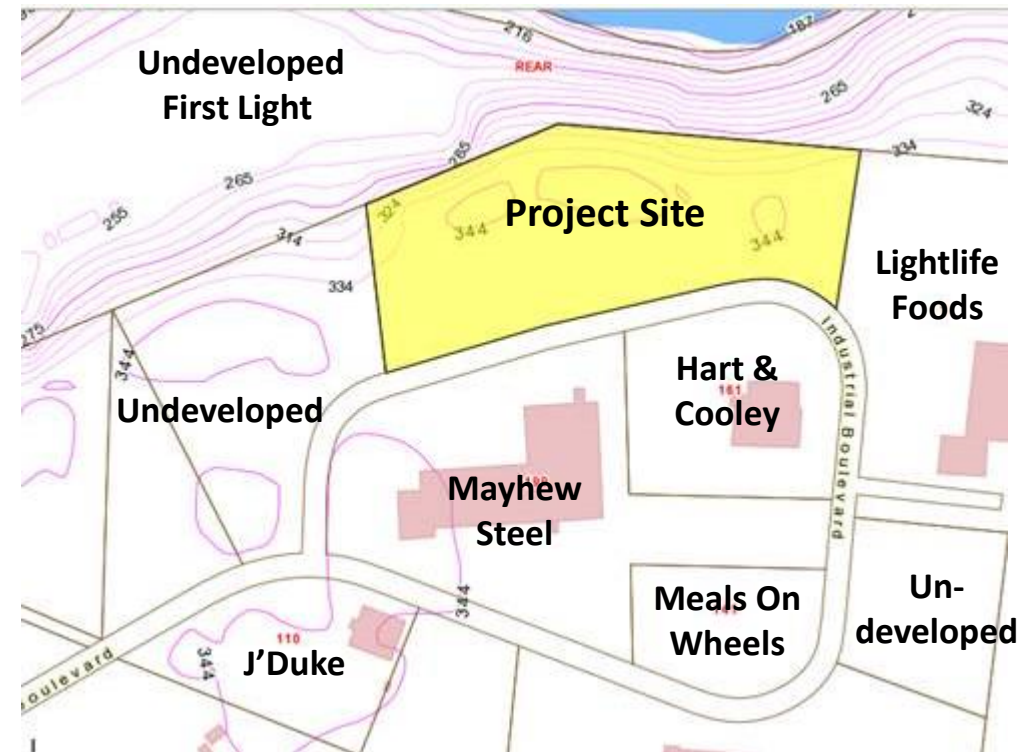 216
182
Undeveloped
First Light
REAR
265
324
334
265
265
255
324
344
Project Site
344
314
334
Lightlife
Foods
275
344
Industrial Boulevard
Hart &
161
Cooley
Undeveloped
Mayhew
Steel
344
Meals On
Wheels
Un-
developed
110
J'Duke
344
oulevard